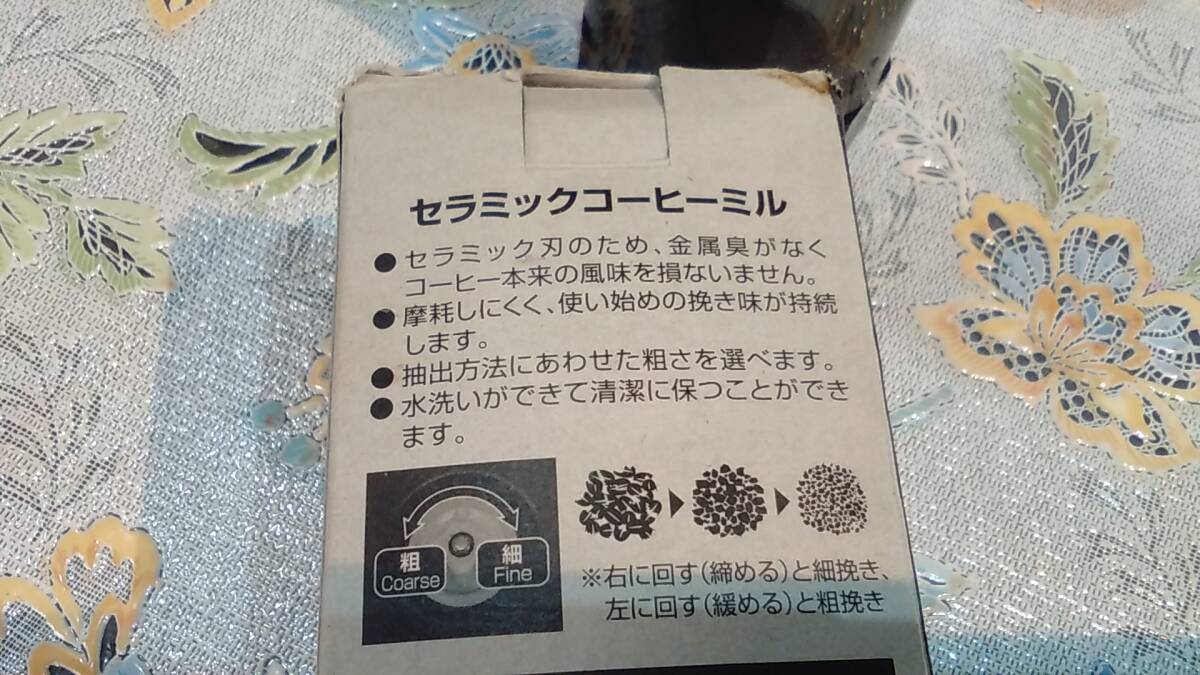 セラミックコーヒーミル
●セラミック刃のため、金属臭がなく
コーヒー本来の風味を損ないません。
●摩耗しにくく、使い始めの挽き味が持続
します。
●抽出方法にあわせた粗さを選べます。
●水洗いができて清潔に保つことができ
ます。
粗
Coarse
細
Fine
※右に回す(締める)と細挽き、
左に回す(緩める)と粗挽き